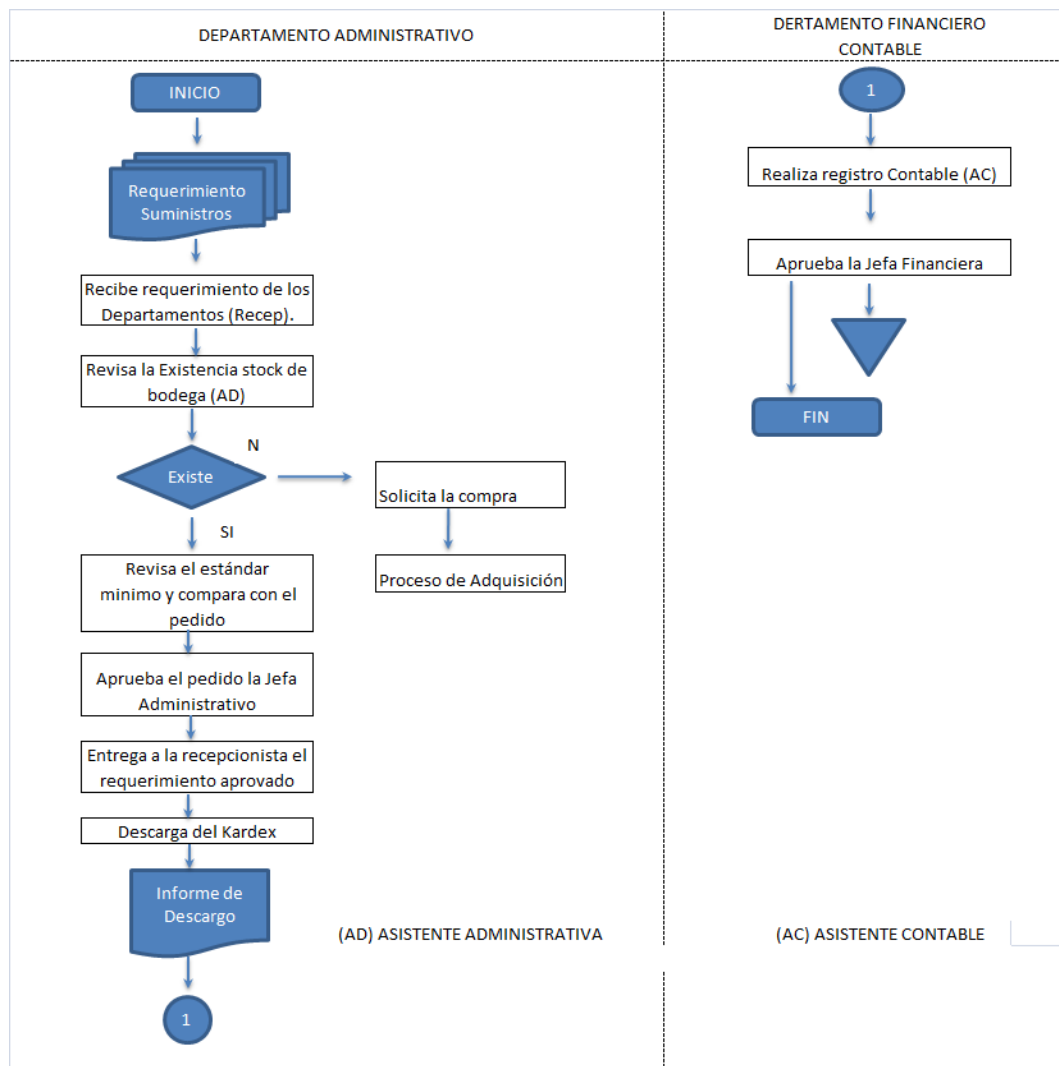 DEPARTAMENTO ADMINISTRATIVO
DERTAMENTO FINANCIERO
CONTABLE
INICIO
Requerimiento
Suministros
Recibe requerimiento de los
Departamentos (Recep).
Revisa la Existencia stock de
bodega (AD)
N
Existe
Solicita la compra
SI
Proceso de Adquisición
Revisa el estándar
minimo y compara con el
pedido
Aprueba el pedido la Jefa
Administrativo
Entrega a la recepcionista el
requerimiento aprovado
Descarga del Kardex
Informe de
Descargo
(AD) ASISTENTE ADMINISTRATIVA
1
1
Realiza registro Contable (AC)
Aprueba la Jefa Financiera
FIN
(AC) ASISTENTE CONTABLE